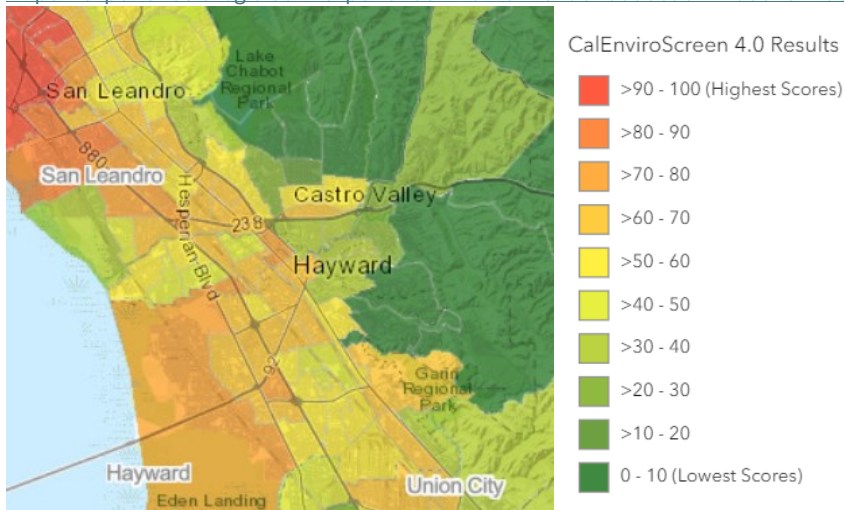 Lake
Chabot
Regional
Park
San Leandro
880
San Leandro
Hesperian Blvd
Castro Valley
238
Hayward
92
Garin
Regional
Park
Hayward
Union City
Eden Landing
CalEnviroScreen 4.0 Results
>90 - 100 (Highest Scores)
>80 - 90
>70 - 80
>60 - 70
>50 - 60
>40 - 50
>30 - 40
>20 - 30
>10 - 20
0 - 10 (Lowest Scores)